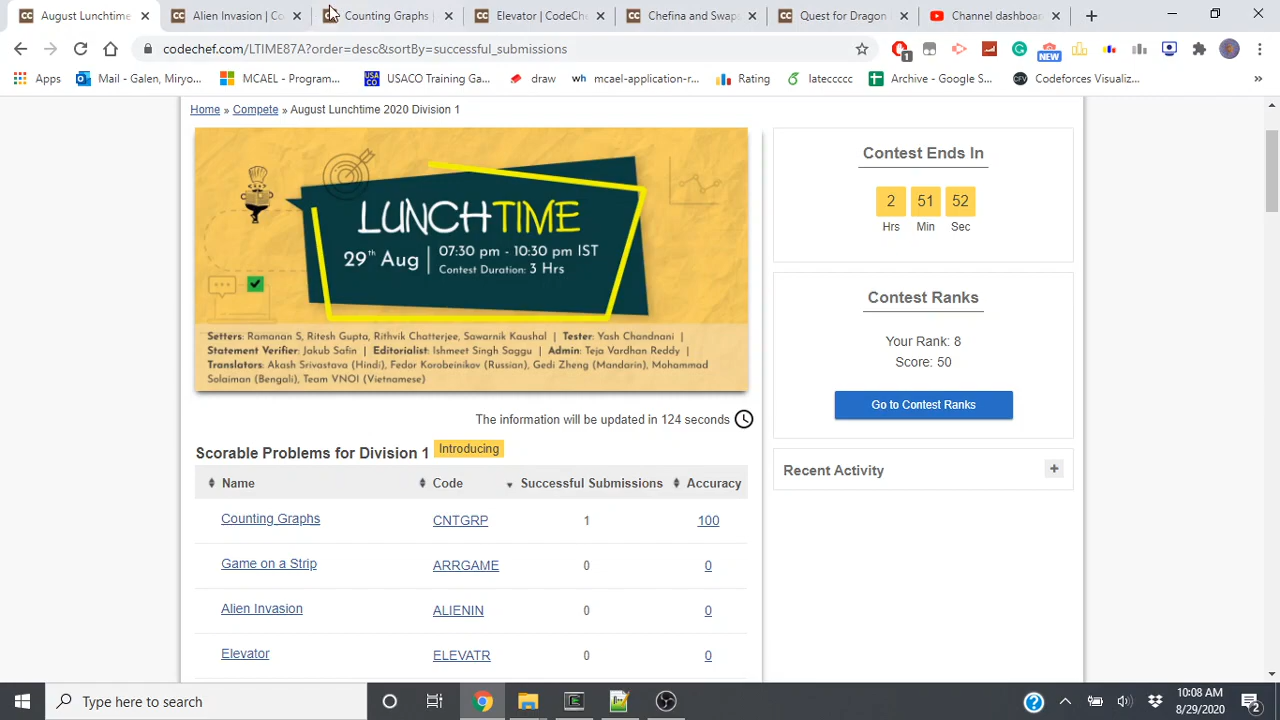 August Lunchtime
Alien Invasion | Co
Counting Graphs |
Elevator | CodeCh
Chefina and Swap
Quest for Dragon
Channel dashboar
codechef.com/LTIME87A?order=desc&sortBy=successful_submissions
1
NEW
Apps
Mail - Galen, Miryo...
MCAEL - Program...
USA CO
USACO Training Ga...
draw
wh mcael-application-r...
Rating
lateccccc
Archive - Google S...
CFV
Codeforces Visualiz...
»
Home » Compete » August Lunchtime 2020 Division 1
LUNCHTIME
29th Aug | 07:30 pm - 10:30 pm IST
Contest Duration: 3 Hrs
Setters: Ramanan S, Ritesh Gupta, Rithvik Chatterjee, Sawarnik Kaushal | Tester: Yash Chandnani |
Statement Verifier: Jakub Safin | Editorialist: Ishmeet Singh Saggu | Admin: Teja Vardhan Reddy |
Translators: Akash Srivastava (Hindi), Fedor Korobeinikov (Russian), Gedi Zheng (Mandarin), Mohammad
Solaiman (Bengali), Team VNOI (Vietnamese)
The information will be updated in 124 seconds
Scorable Problems for Division 1 Introducing
Name Code Successful Submissions Accuracy
Counting Graphs CNTGRP 1 100
Game on a Strip ARRGAME 0 0
Alien Invasion ALIENIN 0 0
Elevator ELEVATR 0 0
Contest Ends In
2 51 52
Hrs Min Sec
Contest Ranks
Your Rank: 8
Score: 50
Go to Contest Ranks
Recent Activity +
Type here to search
10:08 AM
8/29/2020
2